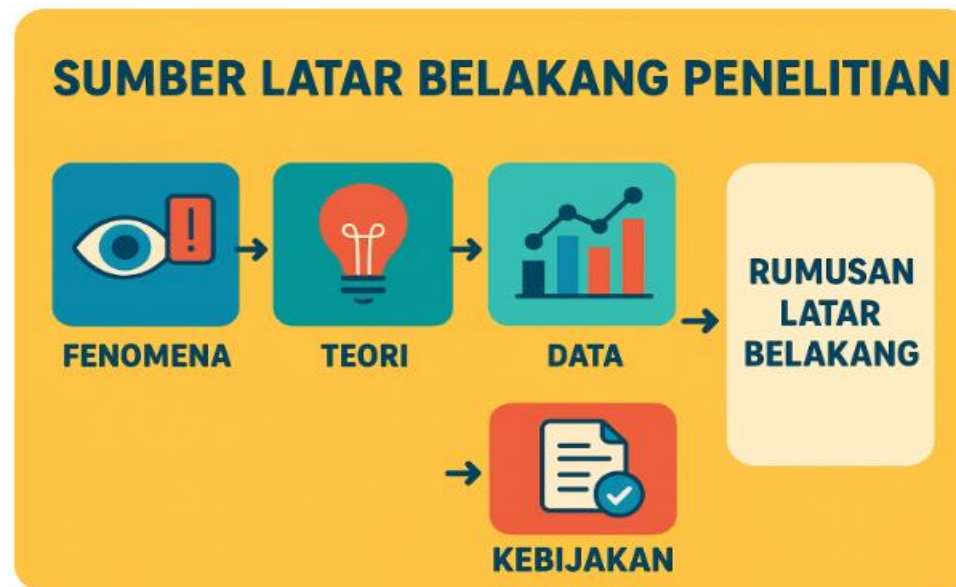 SUMBER LATAR BELAKANG PENELITIAN
FENOMENA
TEORI
DATA
KEBIJAKAN
RUMUSAN
LATAR
BELAKANG